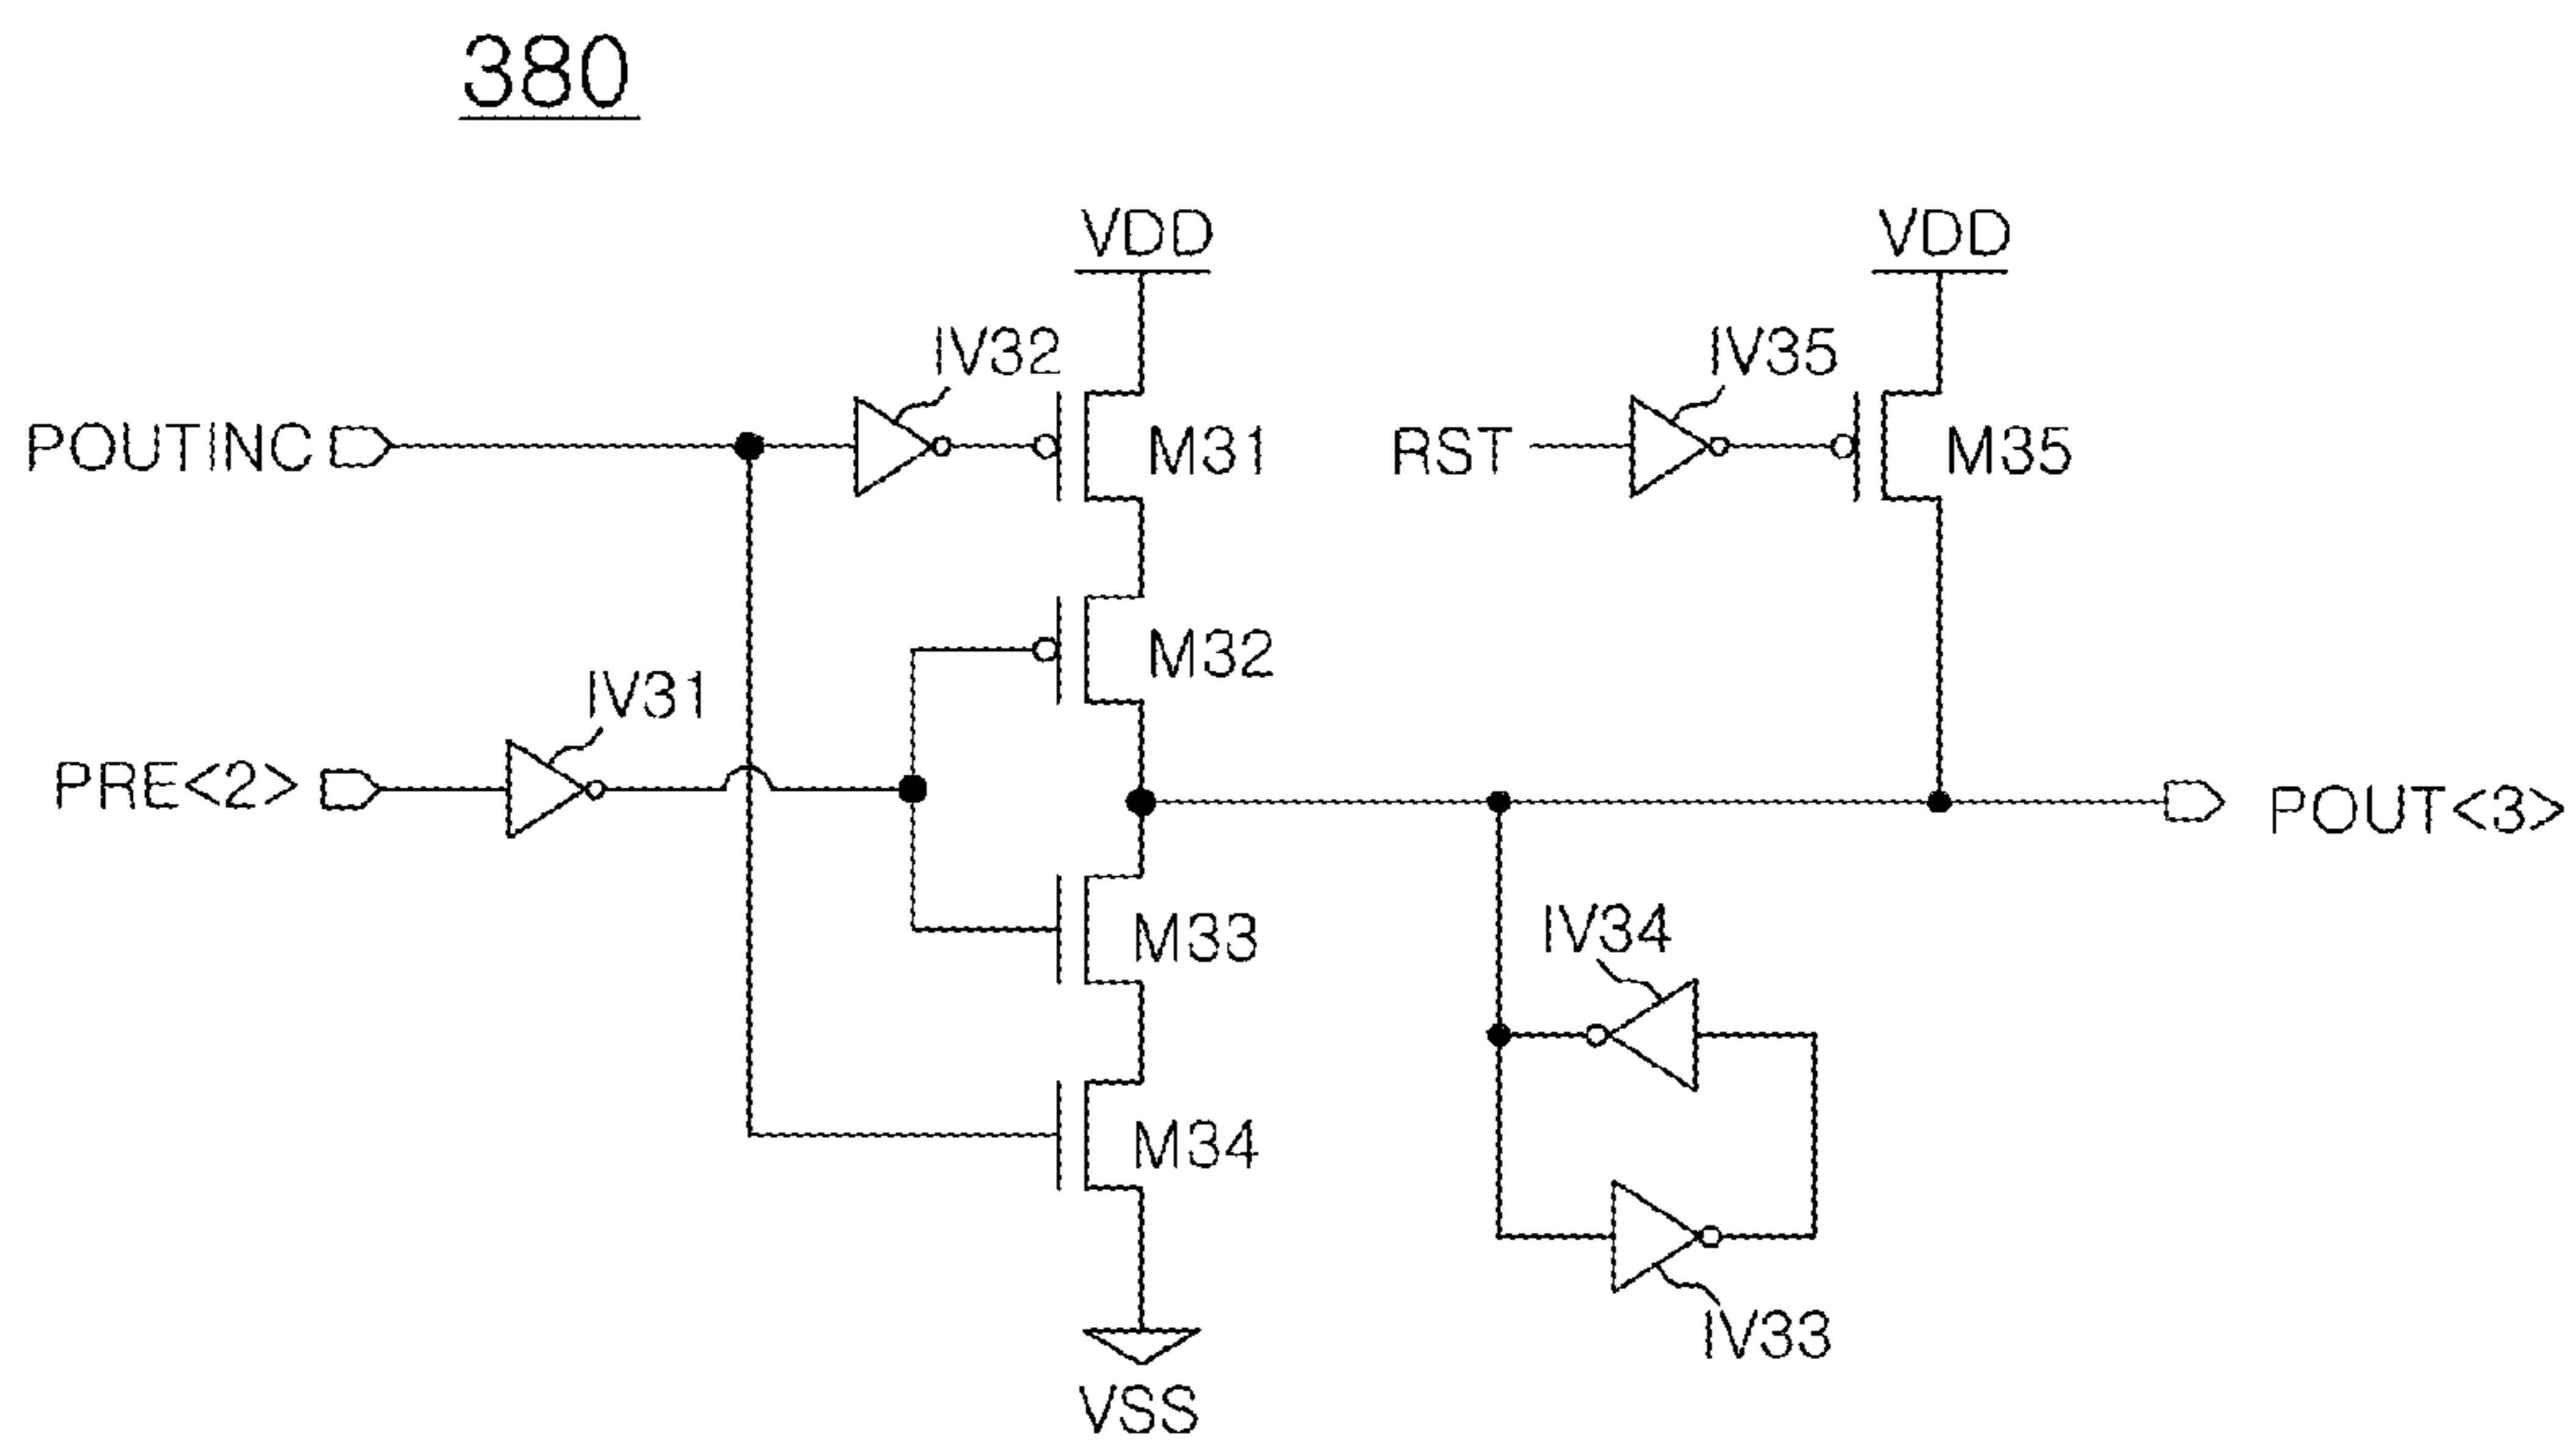 380
VDD
VDD
IV32
IV35
POUTINC
M31
RST
M35
M32
IV31
PRE<2>
POUT<3>
M33
IV34
M34
IV33
VSS